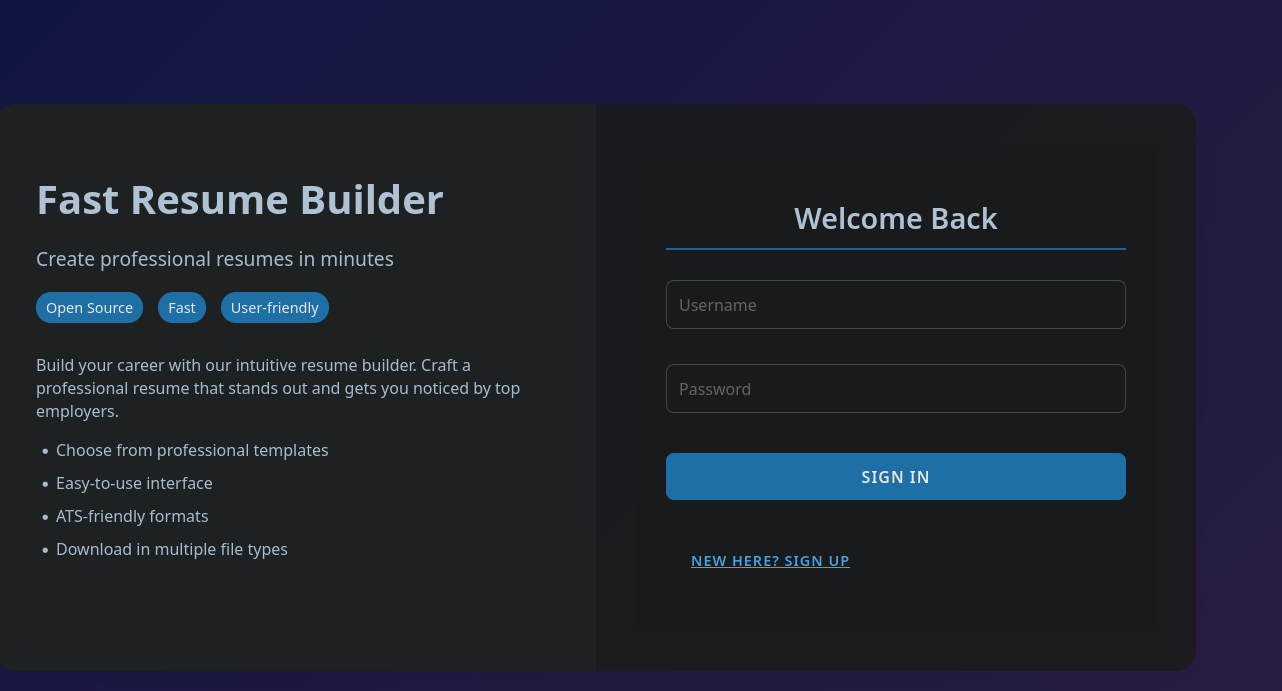 Fast Resume Builder
Create professional resumes in minutes
Open Source Fast User-friendly
Build your career with our intuitive resume builder. Craft a
professional resume that stands out and gets you noticed by top
employers.
• Choose from professional templates
• Easy-to-use interface
• ATS-friendly formats
• Download in multiple file types
Welcome Back
Username
Password
SIGN IN
NEW HERE? SIGN UP